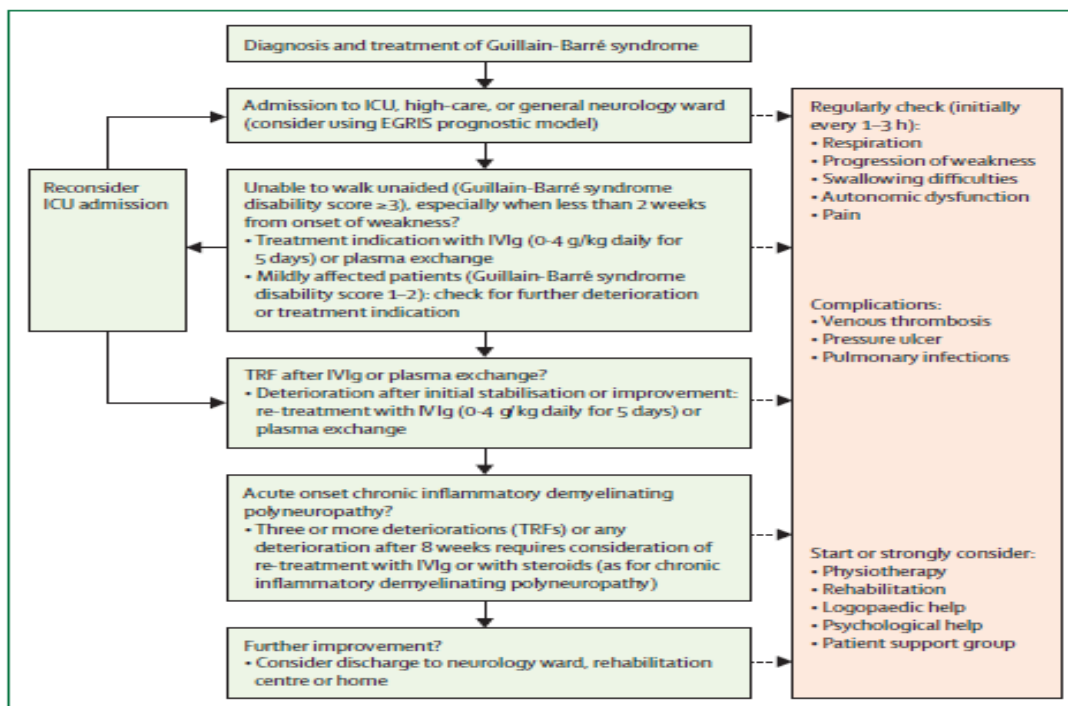 Diagnosis and treatment of Guillain-Barré syndrome
Admission to ICU, high-care, or general neurology ward
(consider using EGRIS prognostic model)
Reconsider
ICU admission
Unable to walk unaided (Guillain-Barré syndrome
disability score ≥3), especially when less than 2 weeks
from onset of weakness?
• Treatment indication with IVIg (0·4 g/kg daily for
5 days) or plasma exchange
• Mildly affected patients (Guillain-Barré syndrome
disability score 1–2): check for further deterioration
or treatment indication
TRF after IVIg or plasma exchange?
• Deterioration after initial stabilisation or improvement:
re-treatment with IVIg (0·4 g/kg daily for 5 days) or
plasma exchange
Acute onset chronic inflammatory demyelinating
polyneuropathy?
• Three or more deteriorations (TRFs) or any
deterioration after 8 weeks requires consideration of
re-treatment with IVIg or with steroids (as for chronic
inflammatory demyelinating polyneuropathy)
Further improvement?
• Consider discharge to neurology ward, rehabilitation
centre or home
Regularly check (initially
every 1–3 h):
• Respiration
• Progression of weakness
• Swallowing difficulties
• Autonomic dysfunction
• Pain
Complications:
• Venous thrombosis
• Pressure ulcer
• Pulmonary infections
Start or strongly consider:
• Physiotherapy
• Rehabilitation
• Logopaedic help
• Psychological help
• Patient support group